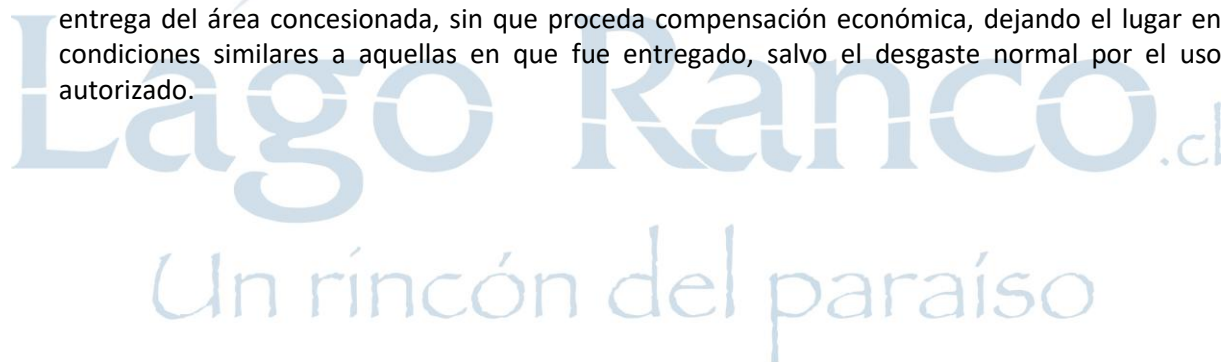 entrega del área concesionada, sin que proceda compensación económica, dejando el lugar en
condiciones similares a aquellas en que fue entregado, salvo el desgaste normal por el uso
autorizado.
Lago Ranco.cl
Un rincón del paraíso